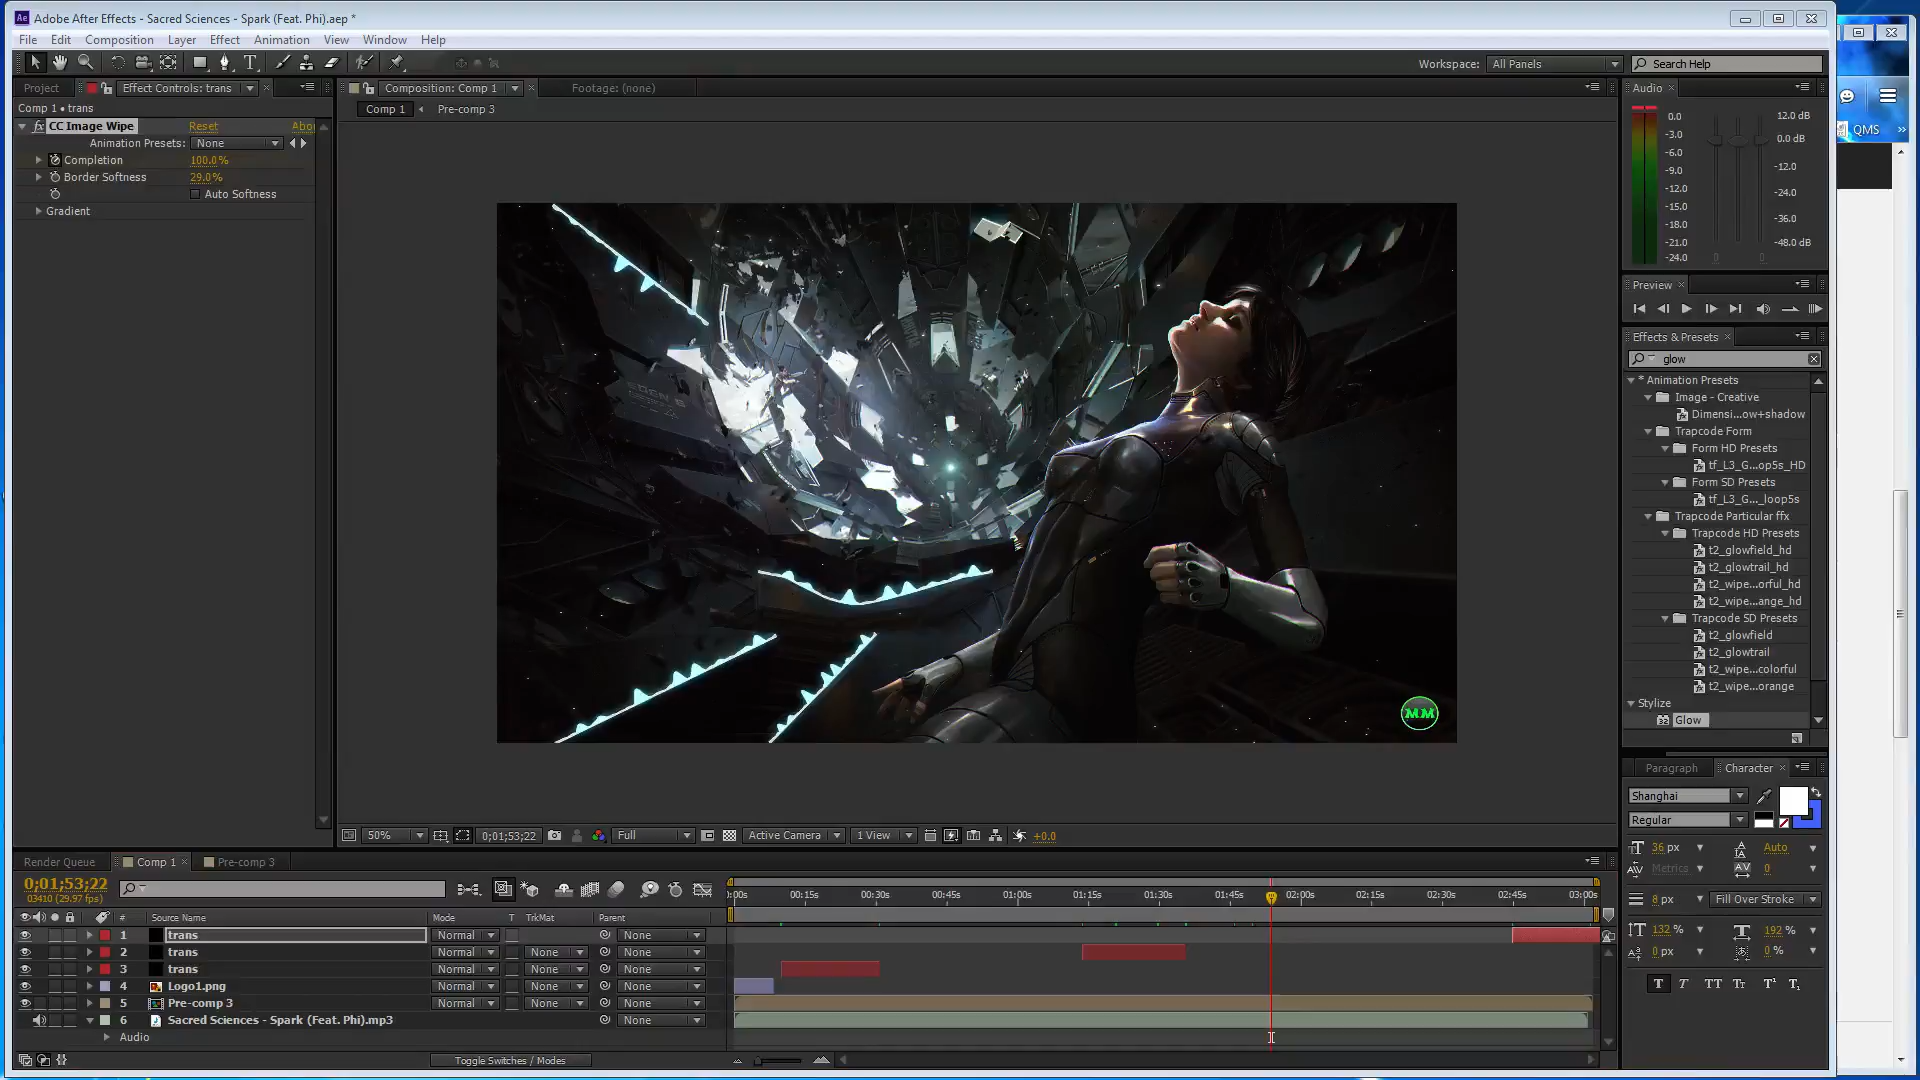 Adobe After Effects - Sacred Sciences - Spark (Feat. Phi).aep *
File Edit Composition Layer Effect Animation View Window Help
Workspace: All Panels Search Help
Project Effect Controls: trans Composition: Comp 1 Footage: (none)
Comp 1 • trans
Comp 1 Pre-comp 3
fx CC Image Wipe Reset Abo
Animation Presets: None
Completion 100.0%
Border Softness 29.0%
Auto Softness
Gradient
MM
50% 0;01;53;22 Full Active Camera 1 View +0.0
QMS
Audio
0.0 12.0 dB
-3.0 0.0 dB
-6.0
-9.0 -12.0
-12.0 -24.0
-15.0
-18.0 -36.0
-21.0 -48.0 dB
-24.0
Preview
Effects & Presets
glow
* Animation Presets
Image - Creative
Dimensi...ow+shadow
Trapcode Form
Form HD Presets
tf_L3_G...op5s_HD
Form SD Presets
tf_L3_G..._loop5s
Trapcode Particular ffx
Trapcode HD Presets
t2_glowfield_hd
t2_glowtrail_hd
t2_wipe...orful_hd
t2_wipe...ange_hd
Trapcode SD Presets
t2_glowfield
t2_glowtrail
t2_wipe...colorful
t2_wipe...orange
Stylize
Glow
Paragraph Character
Shanghai
Regular
36 px Auto
Metrics 0
8 px Fill Over Stroke
132 % 192 %
0 px 0 %
Render Queue Comp 1 Pre-comp 3
0;01;53;22
03410 (29.97 fps)
:00s 00:15s 00:30s 00:45s 01:00s 01:15s 01:30s 01:45s 02:00s 02:15s 02:30s 02:45s 03:00s
# Source Name Mode T TrkMat Parent
1 trans Normal None
2 trans Normal None None
3 trans Normal None None
4 Logo1.png Normal None None
5 Pre-comp 3 Normal None None
6 Sacred Sciences - Spark (Feat. Phi).mp3 None
Audio
Toggle Switches / Modes